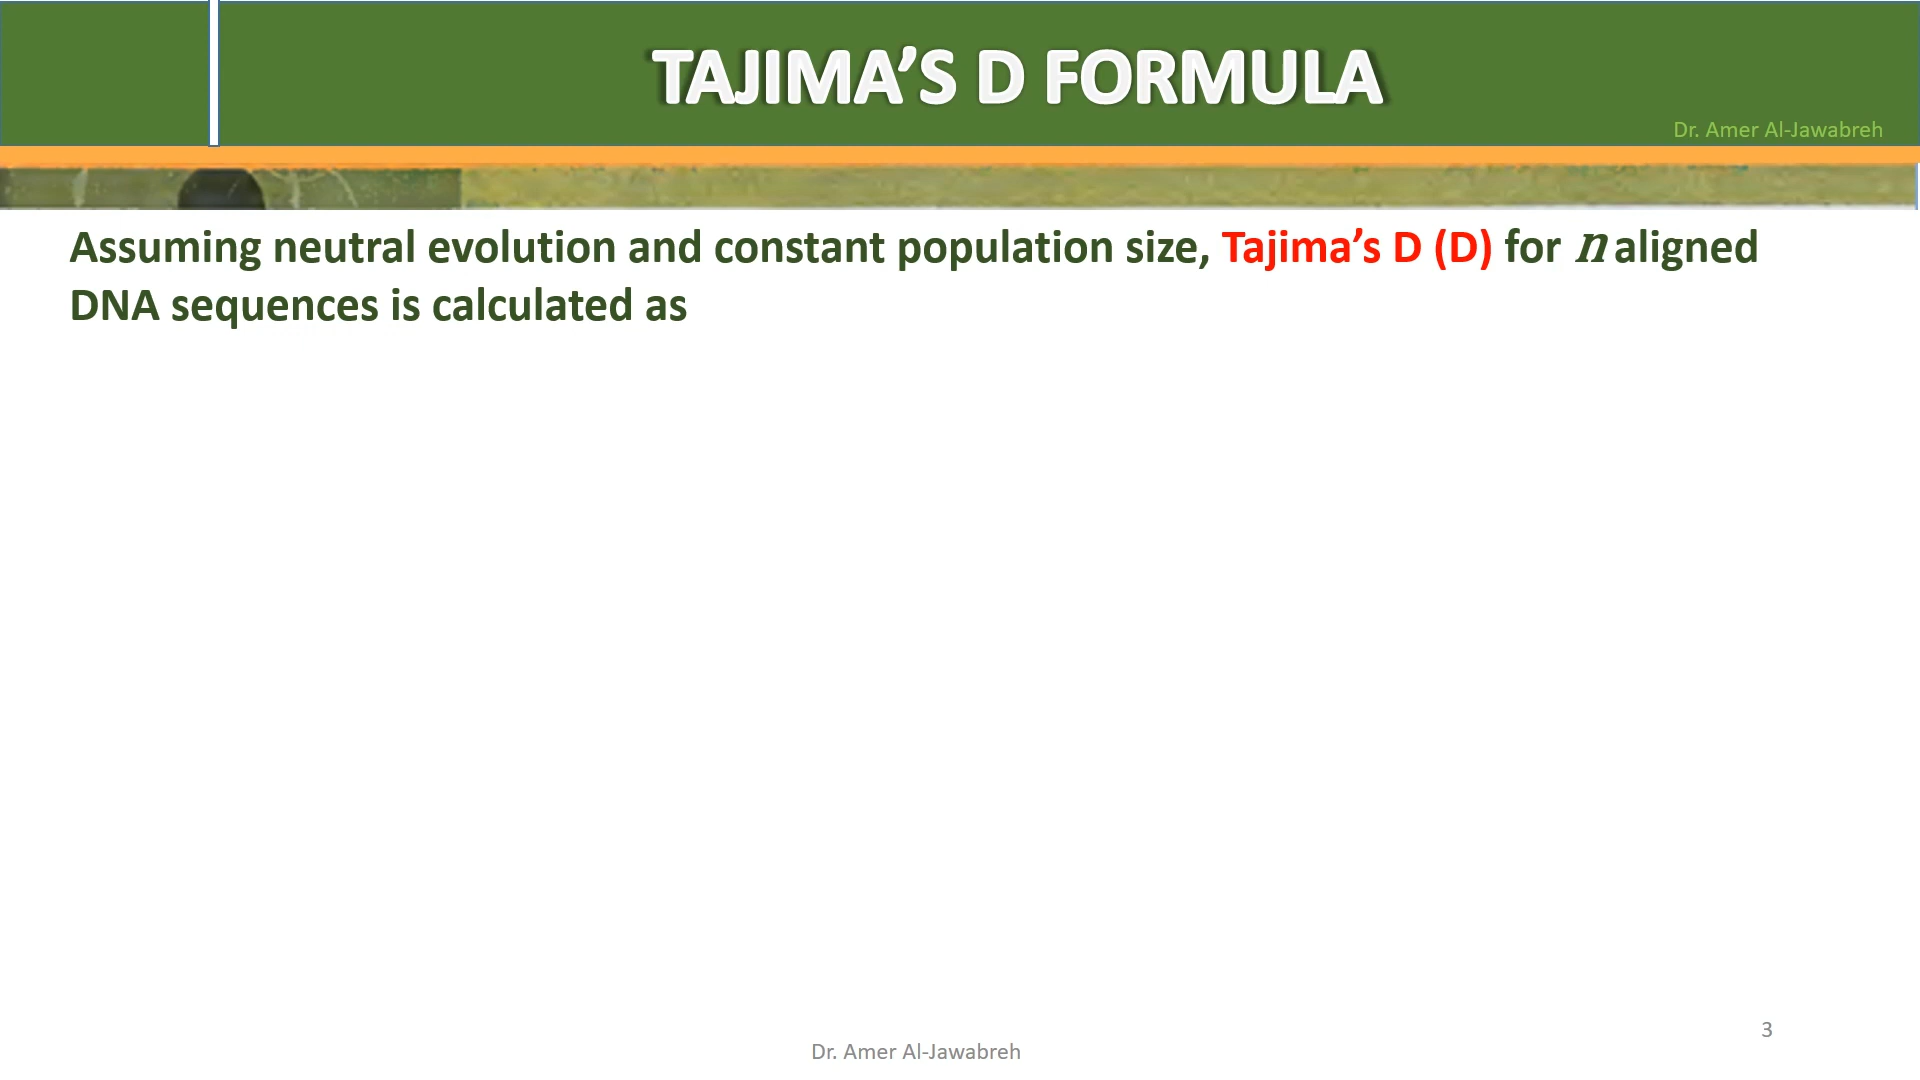 TAJIMA’S D FORMULA
Dr. Amer Al-Jawabreh
Assuming neutral evolution and constant population size, Tajima’s D (D) for n aligned
DNA sequences is calculated as
3
Dr. Amer Al-Jawabreh